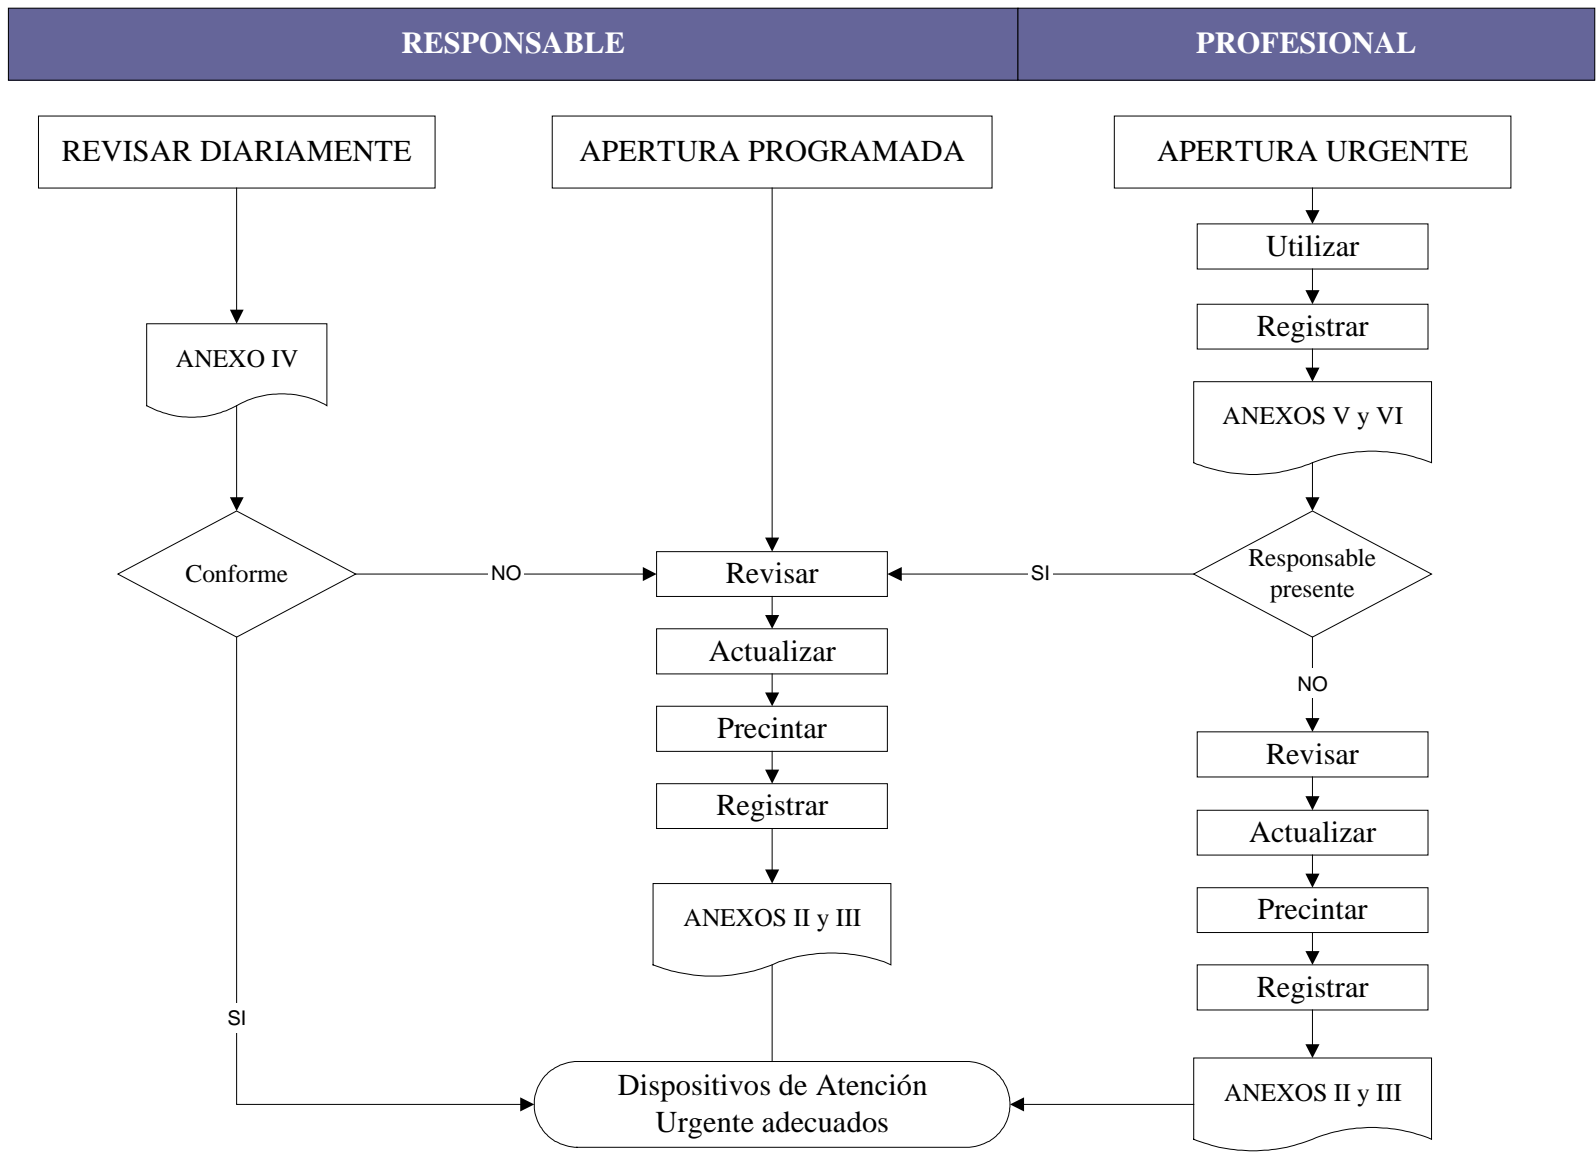 RESPONSABLE
PROFESIONAL
REVISAR DIARIAMENTE
APERTURA PROGRAMADA
APERTURA URGENTE
Utilizar
Registrar
ANEXO IV
ANEXOS V y VI
Conforme
NO
Revisar
SI
Responsable
presente
Actualizar
NO
Precintar
Revisar
Registrar
Actualizar
ANEXOS II y III
Precintar
Registrar
SI
Dispositivos de Atención
Urgente adecuados
ANEXOS II y III